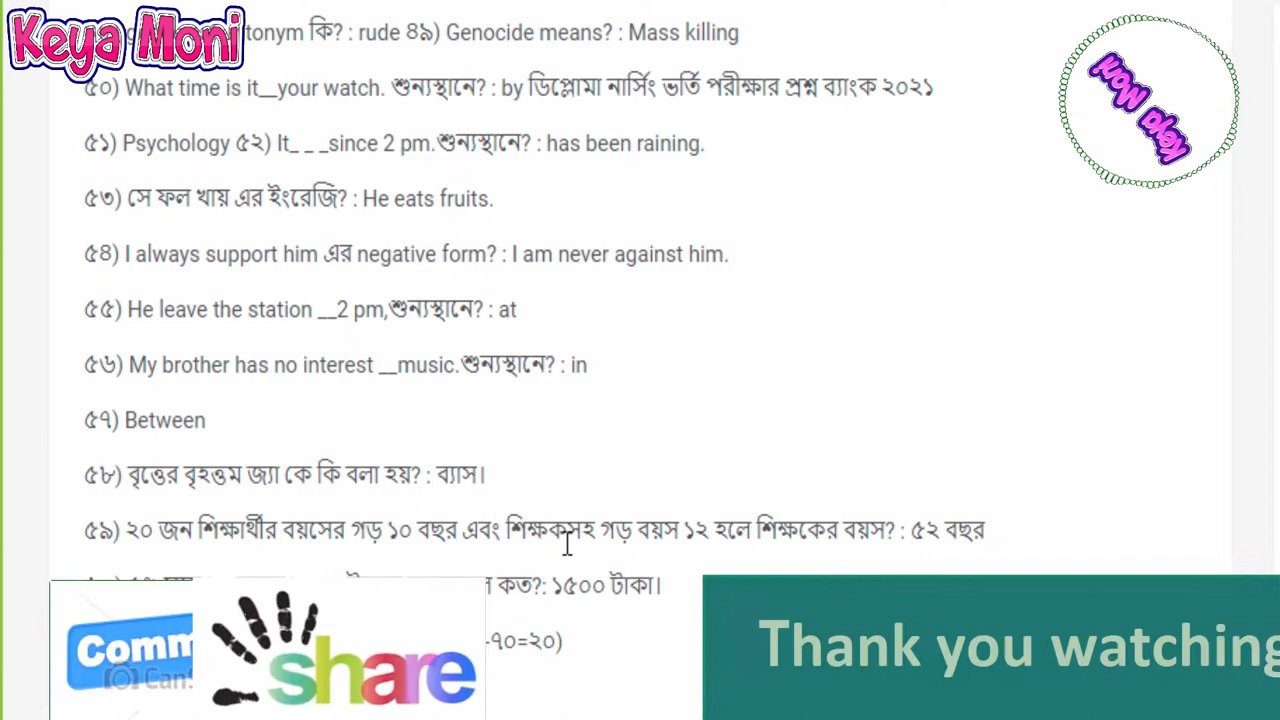 Keya Moni
tonym কি? : rude ৪৯) Genocide means? : Mass killing
Keya Moni
৫০) What time is it__your watch. শুন্যস্থানে? : by ডিপ্লোমা নার্সিং ভর্তি পরীক্ষার প্রশ্ন ব্যাংক ২০২১
৫১) Psychology ৫২) It_ _ _since 2 pm.শুন্যস্থানে? : has been raining.
৫৩) সে ফল খায় এর ইংরেজি? : He eats fruits.
৫৪) I always support him এর negative form? : I am never against him.
৫৫) He leave the station __2 pm,শুন্যস্থানে? : at
৫৬) My brother has no interest __music.শুন্যস্থানে? : in
৫৭) Between
৫৮) বৃত্তের বৃহত্তম জ্যা কে কি বলা হয়? : ব্যাস।
৫৯) ২০ জন শিক্ষার্থীর বয়সের গড় ১০ বছর এবং শিক্ষকসহ গড় বয়স ১২ হলে শিক্ষকের বয়স? : ৫২ বছর
কত?: ১৫০০ টাকা।
-৭০=২০)
Comm
share
Thank you watching